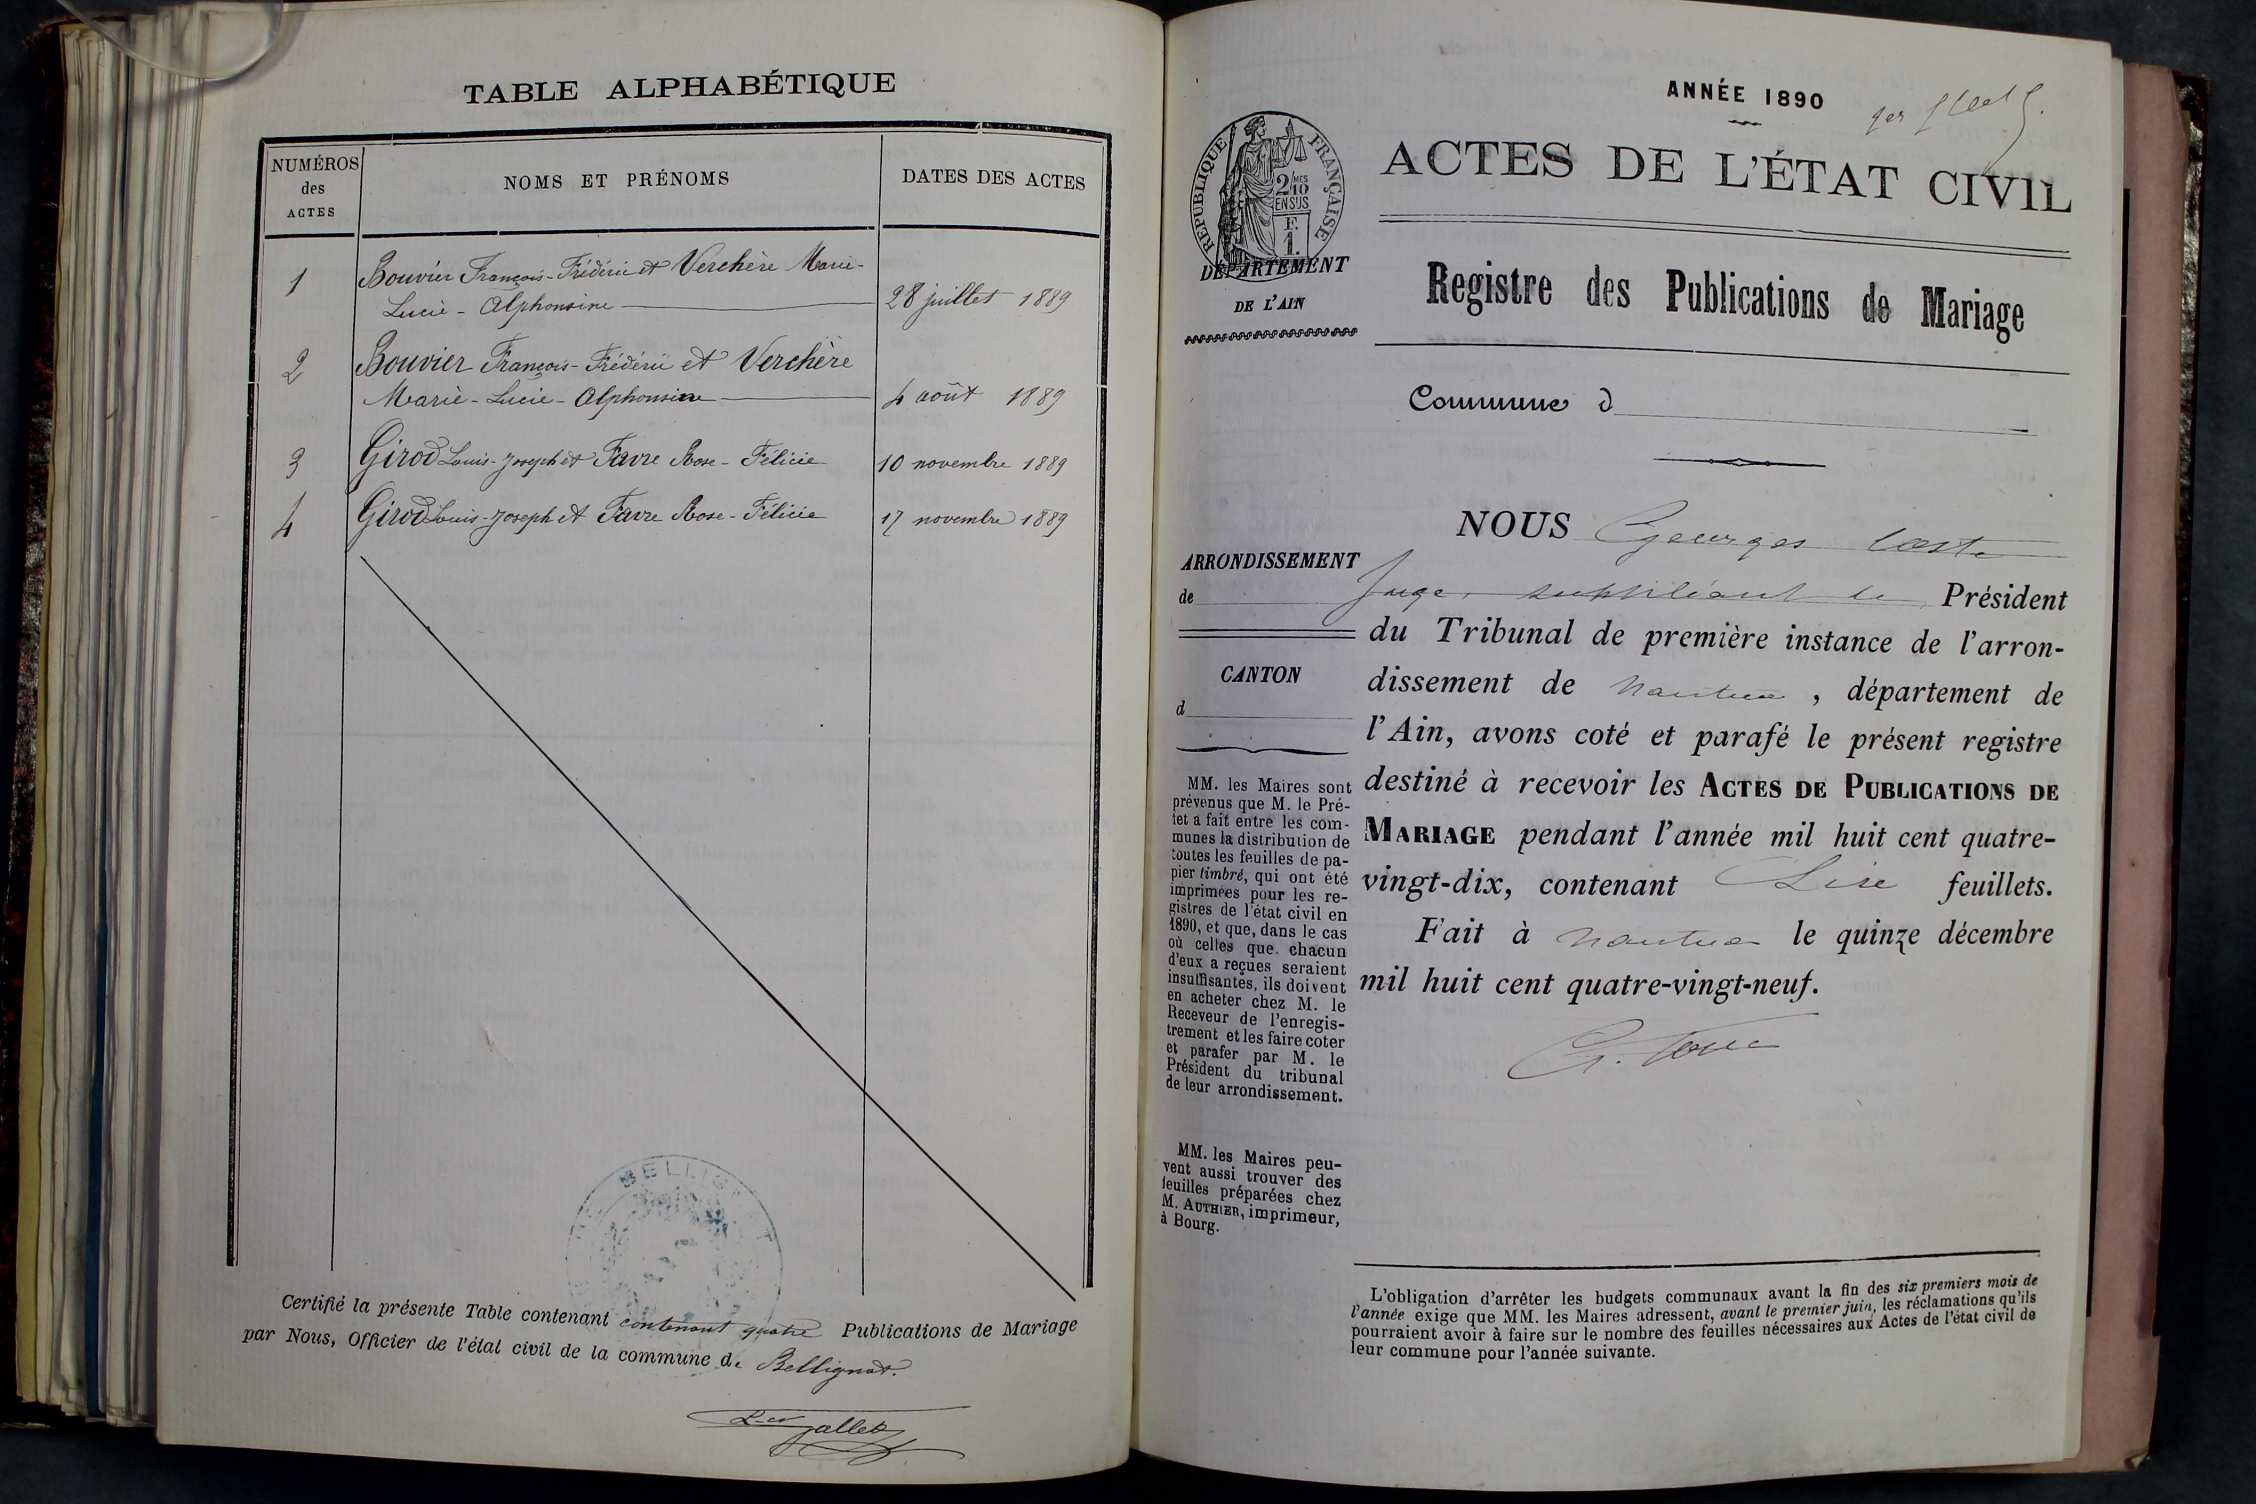 TABLE ALPHABÉTIQUE
NUMÉROS
des
ACTES
NOMS ET PRÉNOMS
DATES DES ACTES
1
Bouvier François-Frédéric et Verchère Marie-
Lucie-Alphonsine
28 juillet 1889
2
Bouvier François-Frédéric et Verchère
Marie-Lucie-Alphonsine
4 août 1889
3
Girod Louis-Joseph et Favre Rose-Félicie
10 novembre 1889
4
Girod Louis-Joseph et Favre Rose-Félicie
17 novembre 1889
Certifié la présente Table contenant contenant quatre Publications de Mariage
par Nous, Officier de l'état civil de la commune de Bellignat.
Gallet
ANNÉE 1890
ACTES DE L'ÉTAT CIVIL
RÉPUBLIQUE FRANÇAISE
2/10 MES
EN SUS
F.
1.
DÉPARTEMENT
DE L'AIN
Registre des Publications de Mariage
Commune d
NOUS Georges
ARRONDISSEMENT
de
Juge suppléant le Président
du Tribunal de première instance de l'arron-
CANTON
d
dissement de Nantua, département de
l'Ain, avons coté et parafé le présent registre
destiné à recevoir les ACTES DE PUBLICATIONS DE
MARIAGE pendant l'année mil huit cent quatre-
vingt-dix, contenant feuillets.
Fait à Nantua le quinze décembre
mil huit cent quatre-vingt-neuf.
MM. les Maires sont
prévenus que M. le Pré-
fet a fait entre les com-
munes la distribution de
toutes les feuilles de pa-
pier timbré, qui ont été
imprimées pour les re-
gistres de l'état civil en
1890, et que, dans le cas
où celles que chacun
d'eux a reçues seraient
insuffisantes, ils doivent
en acheter chez M. le
Receveur de l'enregis-
trement et les faire coter
et parafer par M. le
Président du tribunal
de leur arrondissement.
MM. les Maires peu-
vent aussi trouver des
feuilles préparées chez
M. AUTHIER, imprimeur,
à Bourg.
L'obligation d'arrêter les budgets communaux avant la fin des six premiers mois de
l'année exige que MM. les Maires adressent, avant le premier juin, les réclamations qu'ils
pourraient avoir à faire sur le nombre des feuilles nécessaires aux Actes de l'état civil de
leur commune pour l'année suivante.